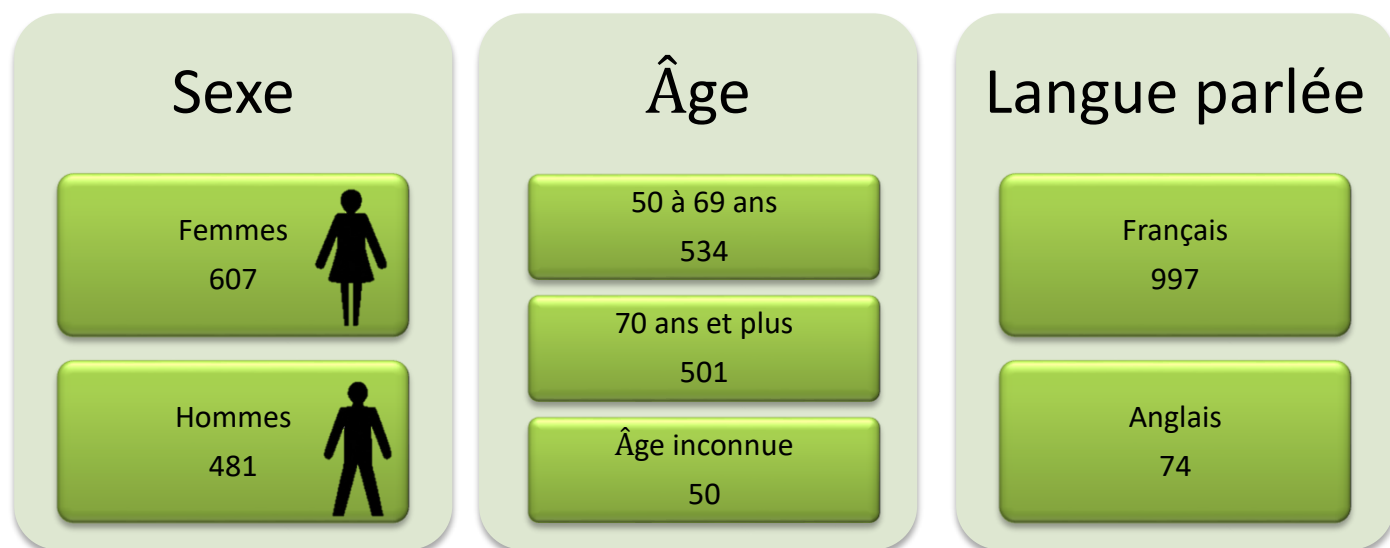 Sexe
Femmes
607
Hommes
481
Âge
50 à 69 ans
534
70 ans et plus
501
Âge inconnue
50
Langue parlée
Français
997
Anglais
74